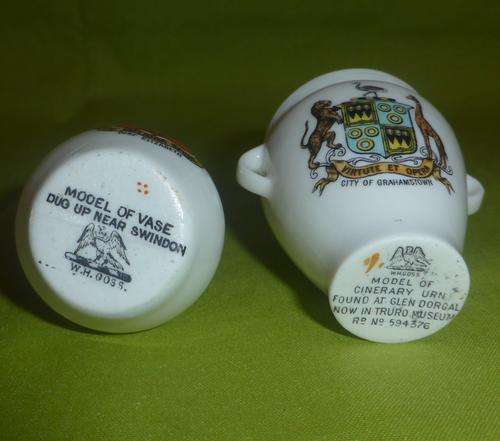 MODEL OF VASE
DUG UP NEAR SWINDON
W.H.GOSS.
VIRTUTE ET OPERE
CITY OF GRAHAMSTOWN
W.H.GOSS
MODEL OF
CINERARY URN
FOUND AT GLEN DORGAL
NOW IN TRURO MUSEUM
RD NO 594376